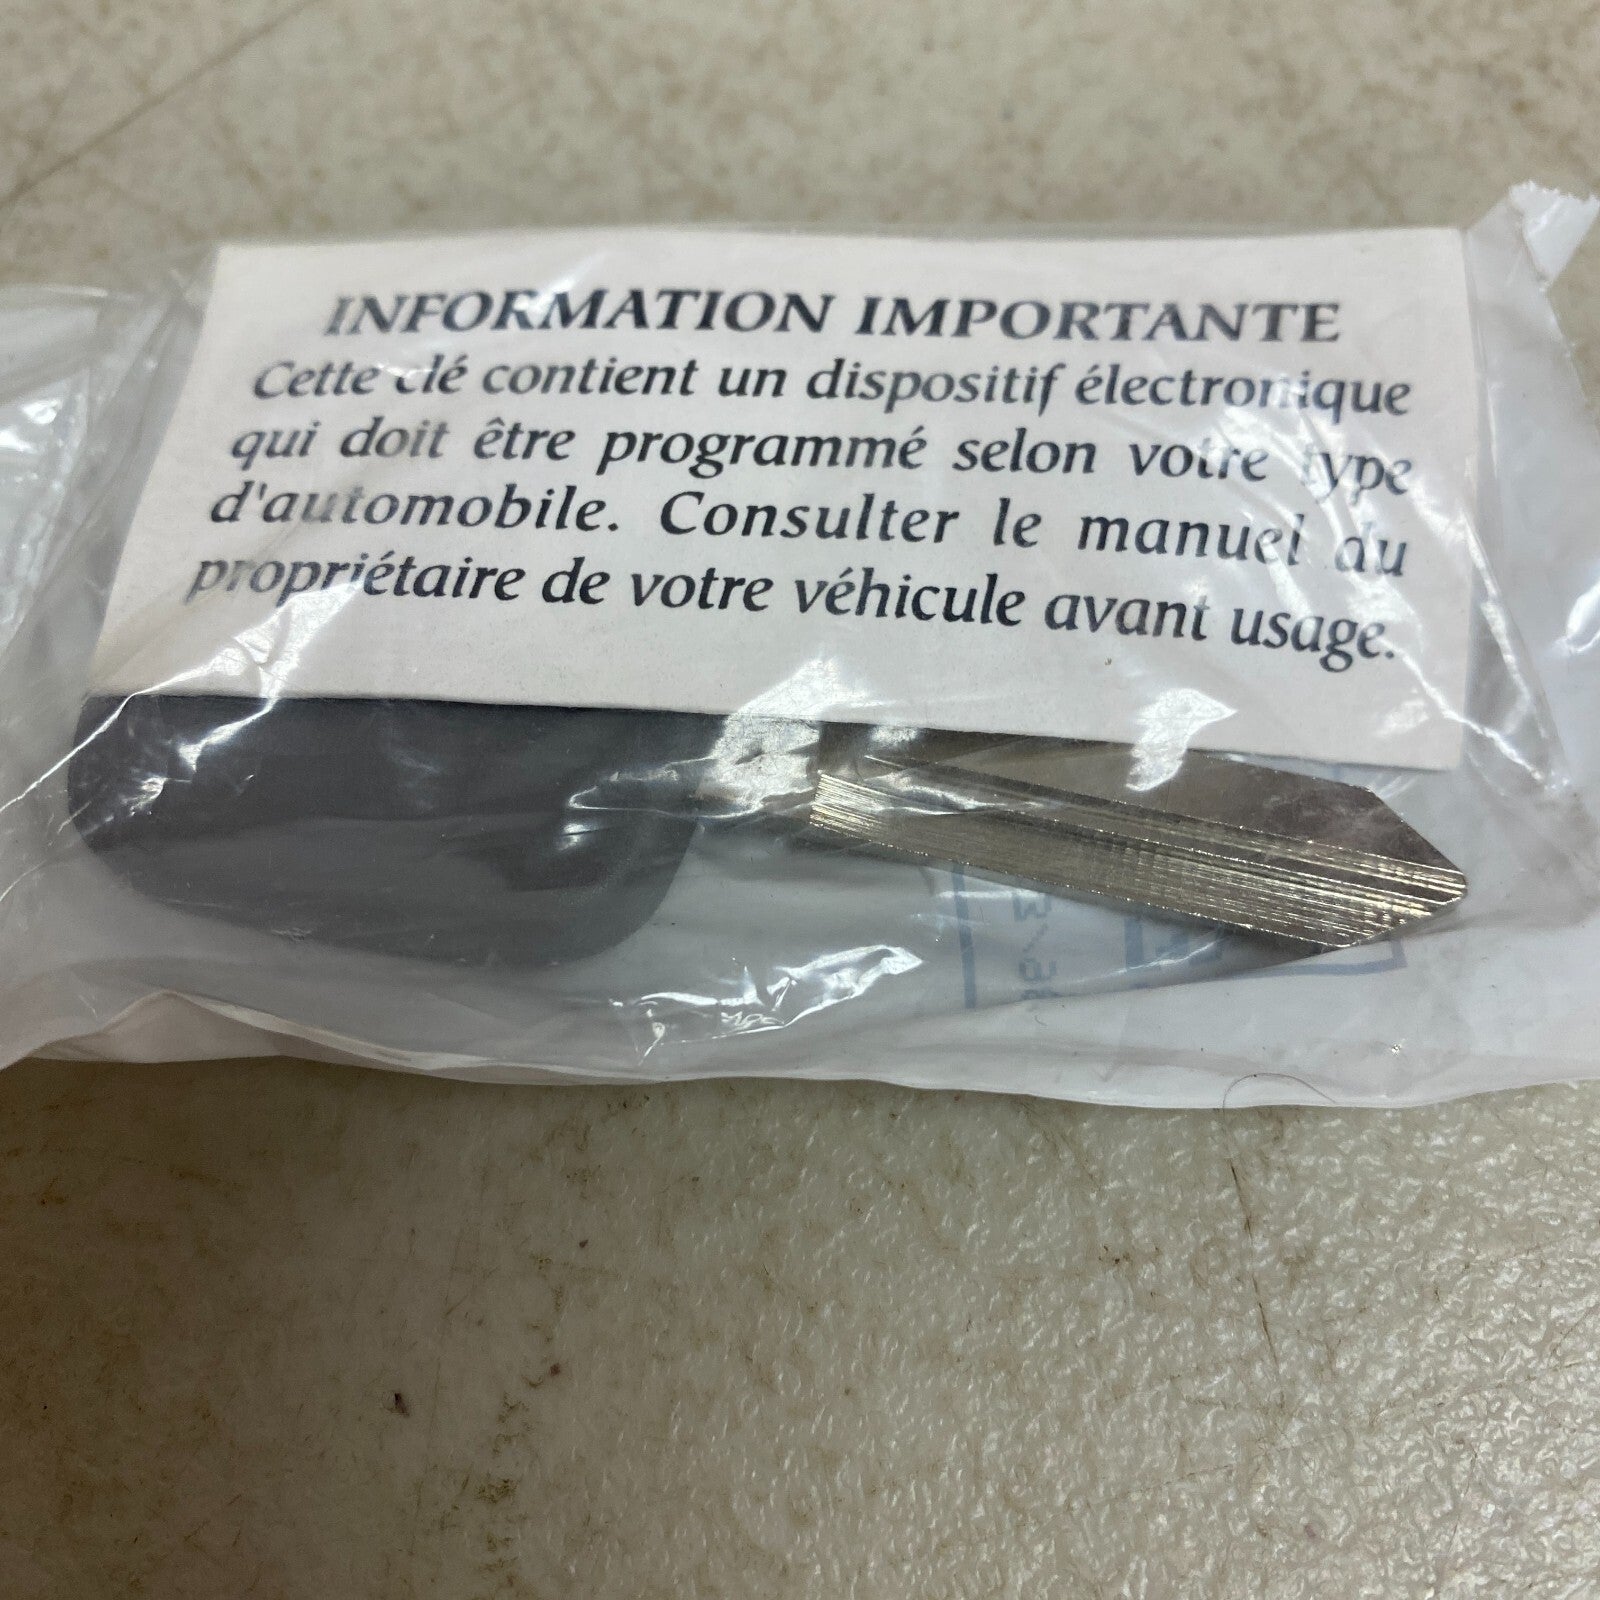 INFORMATION IMPORTANTE
Cette clé contient un dispositif électronique
qui doit être programmé selon votre type
d'automobile. Consulter le manuel du
propriétaire de votre véhicule avant usage.